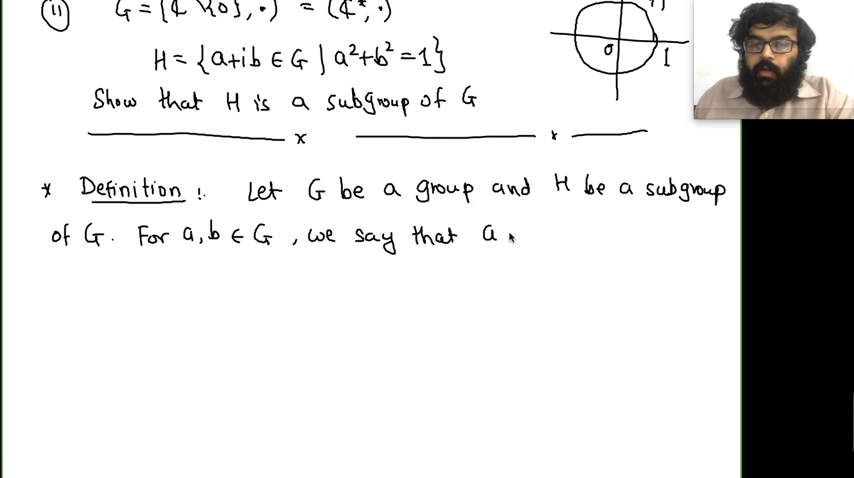 (ii) G = (ℂ \ {0}, ·) = (ℂ*, ·)
H = {a+ib ∈ G | a²+b² = 1}
0
1
Show that H is a subgroup of G
x x
* Definition : Let G be a group and H be a subgroup
of G. For a, b ∈ G, we say that a